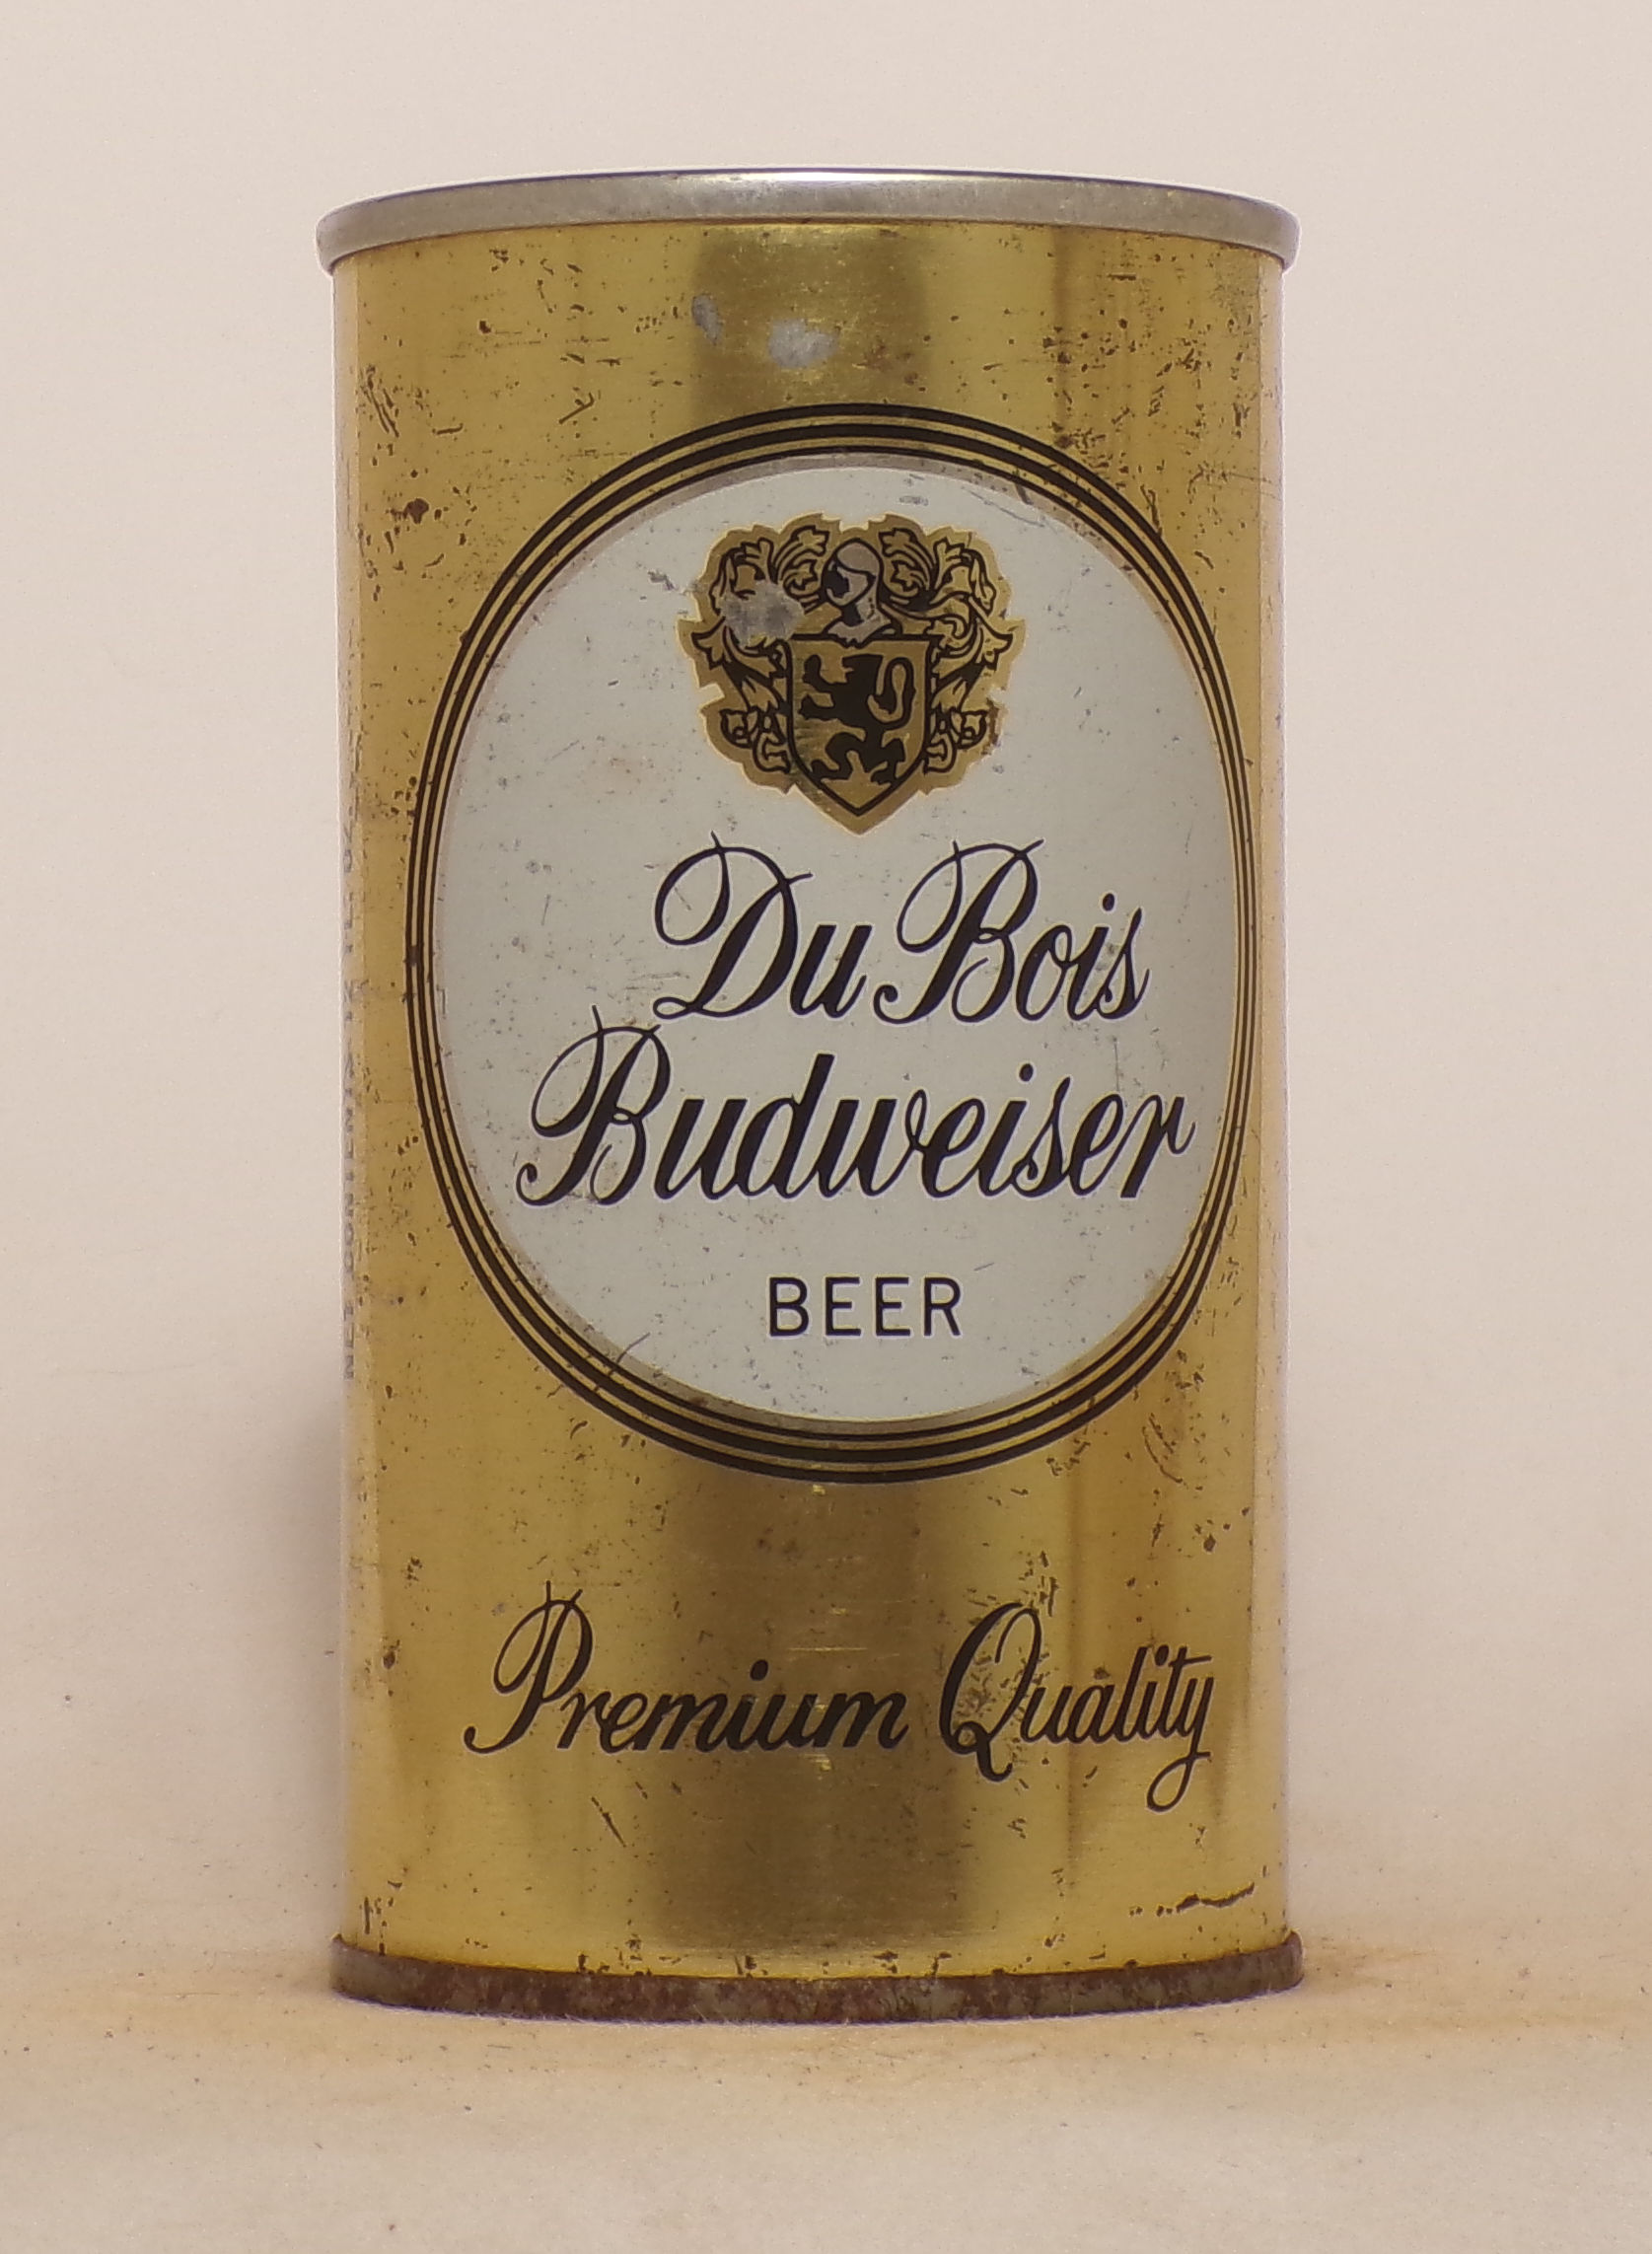 Du Bois
Budweiser
BEER
Premium Quality